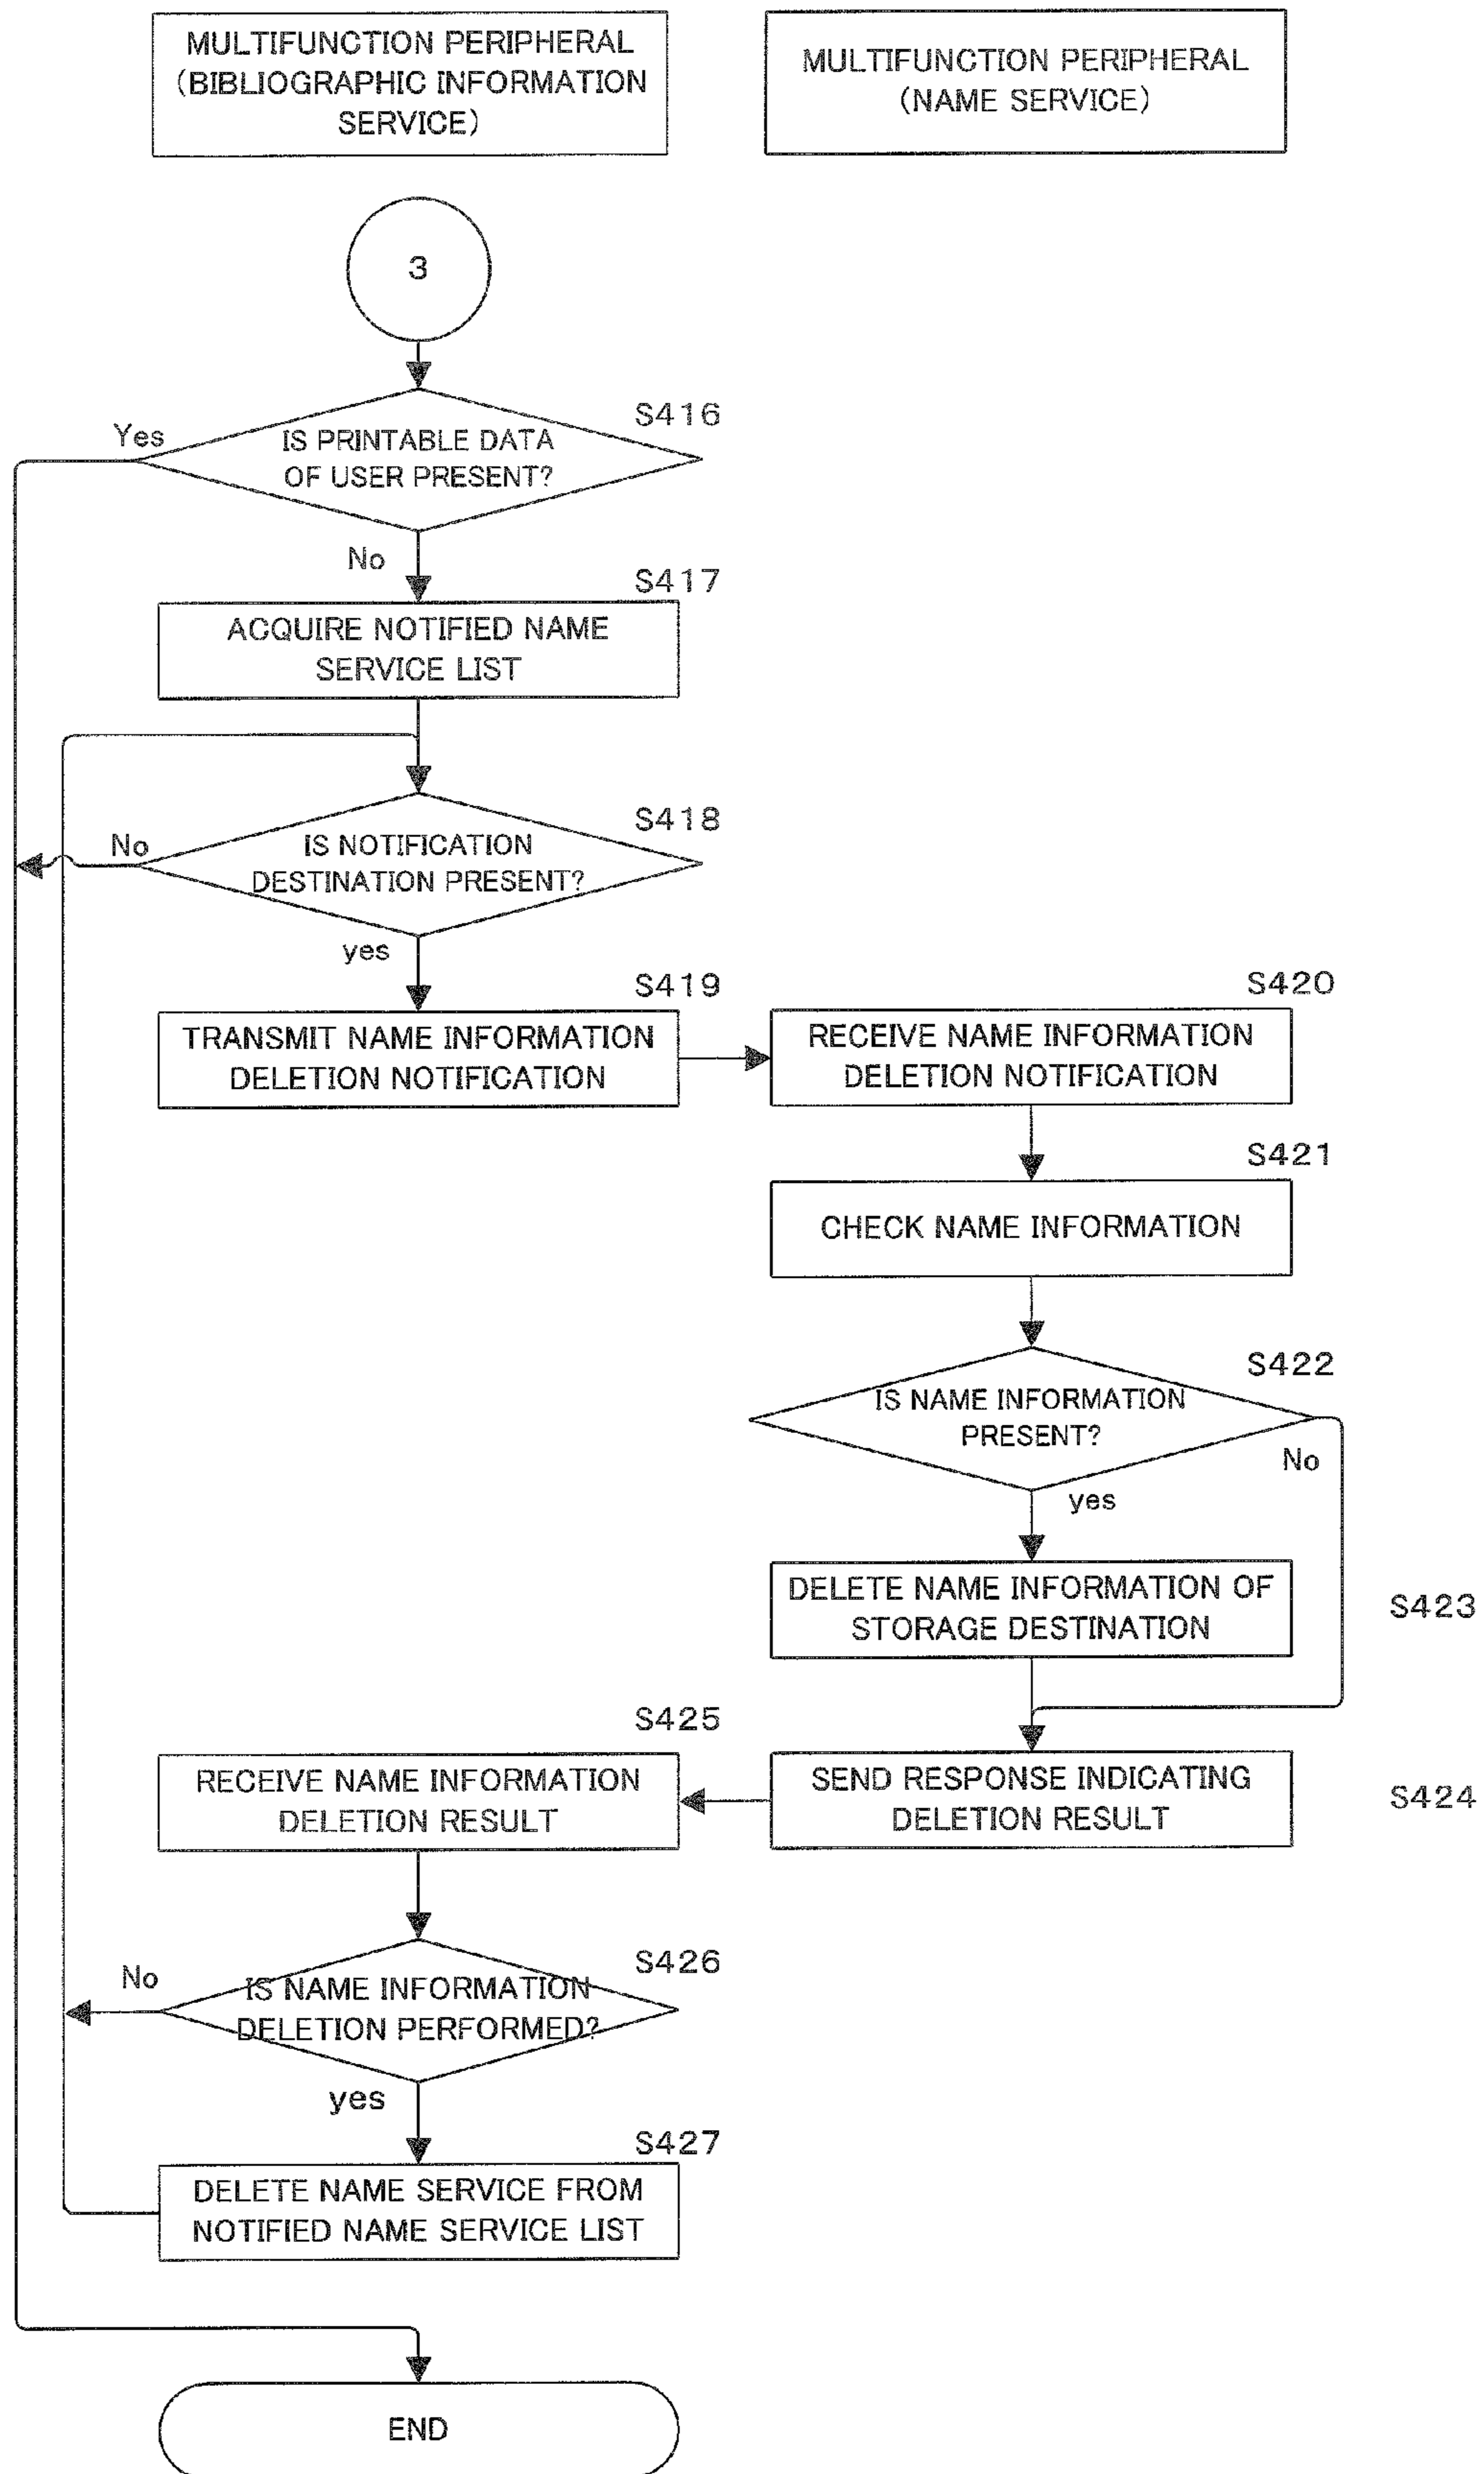 MULTIFUNCTION PERIPHERAL
(BIBLIOGRAPHIC INFORMATION
SERVICE)
MULTIFUNCTION PERIPHERAL
(NAME SERVICE)
3
S416
Yes
IS PRINTABLE DATA
OF USER PRESENT?
No
S417
ACQUIRE NOTIFIED NAME
SERVICE LIST
S418
No
IS NOTIFICATION
DESTINATION PRESENT?
yes
S419
TRANSMIT NAME INFORMATION
DELETION NOTIFICATION
S420
RECEIVE NAME INFORMATION
DELETION NOTIFICATION
S421
CHECK NAME INFORMATION
S422
IS NAME INFORMATION
PRESENT?
No
yes
DELETE NAME INFORMATION OF
STORAGE DESTINATION
S423
SEND RESPONSE INDICATING
DELETION RESULT
S424
S425
RECEIVE NAME INFORMATION
DELETION RESULT
S426
No
IS NAME INFORMATION
DELETION PERFORMED?
yes
S427
DELETE NAME SERVICE FROM
NOTIFIED NAME SERVICE LIST
END